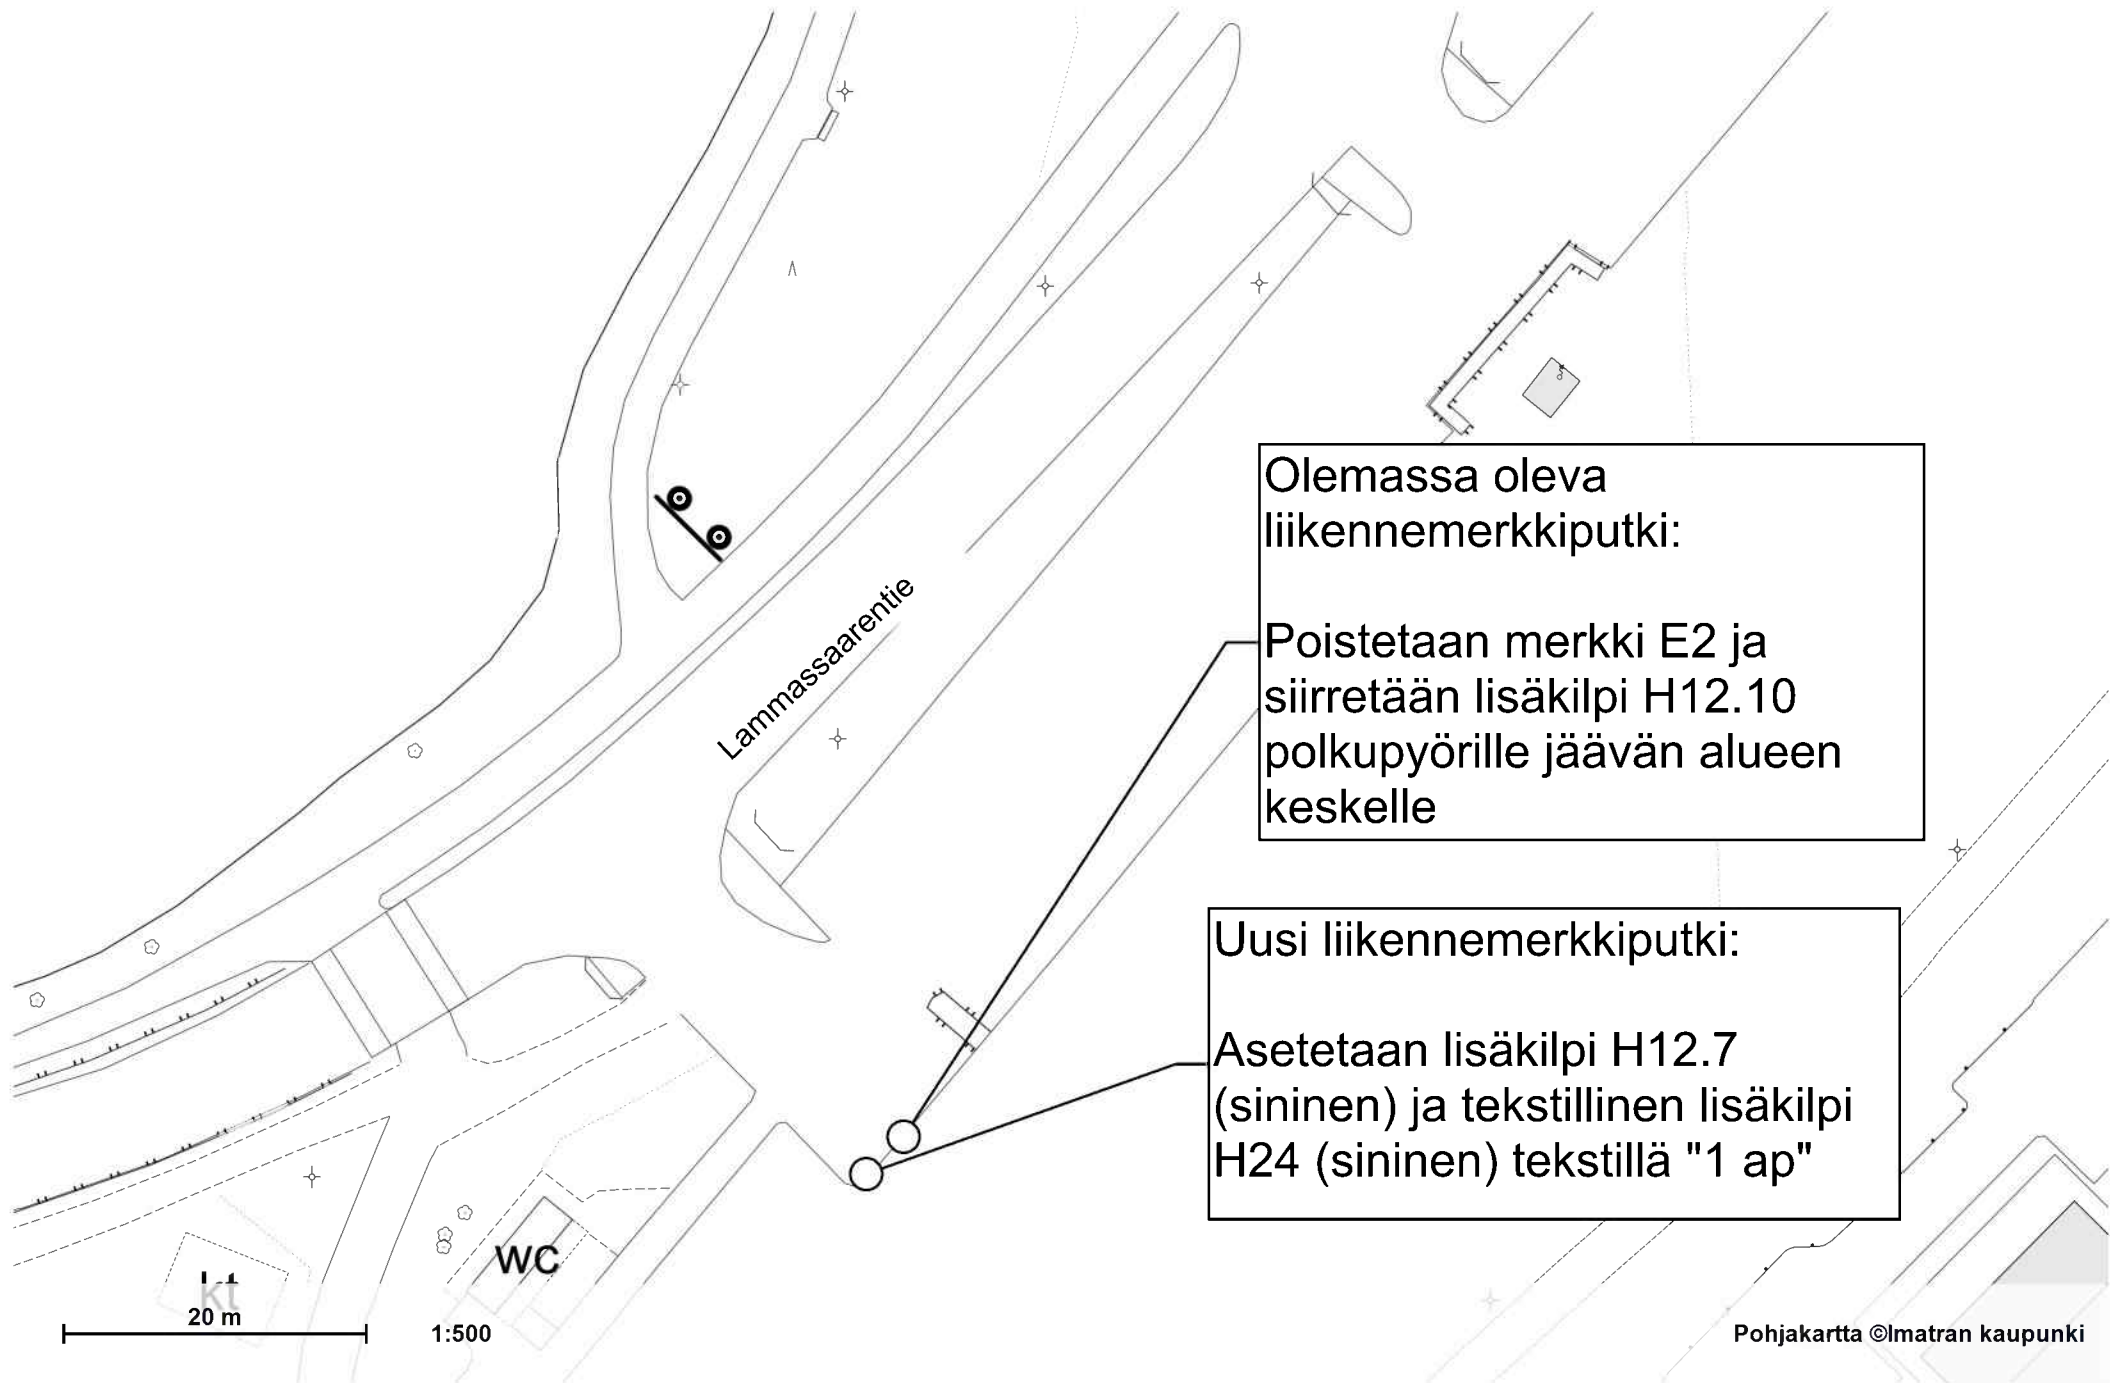 Olemassa oleva
liikennemerkkiputki:
Poistetaan merkki E2 ja
siirretään lisäkilpi H12.10
polkupyörille jäävän alueen
keskelle
Lammassaarentie
Uusi liikennemerkkiputki:
Asetetaan lisäkilpi H12.7
(sininen) ja tekstillinen lisäkilpi
H24 (sininen) tekstillä "1 ap"
WC
kt
20 m
1:500
Pohjakartta ©Imatran kaupunki